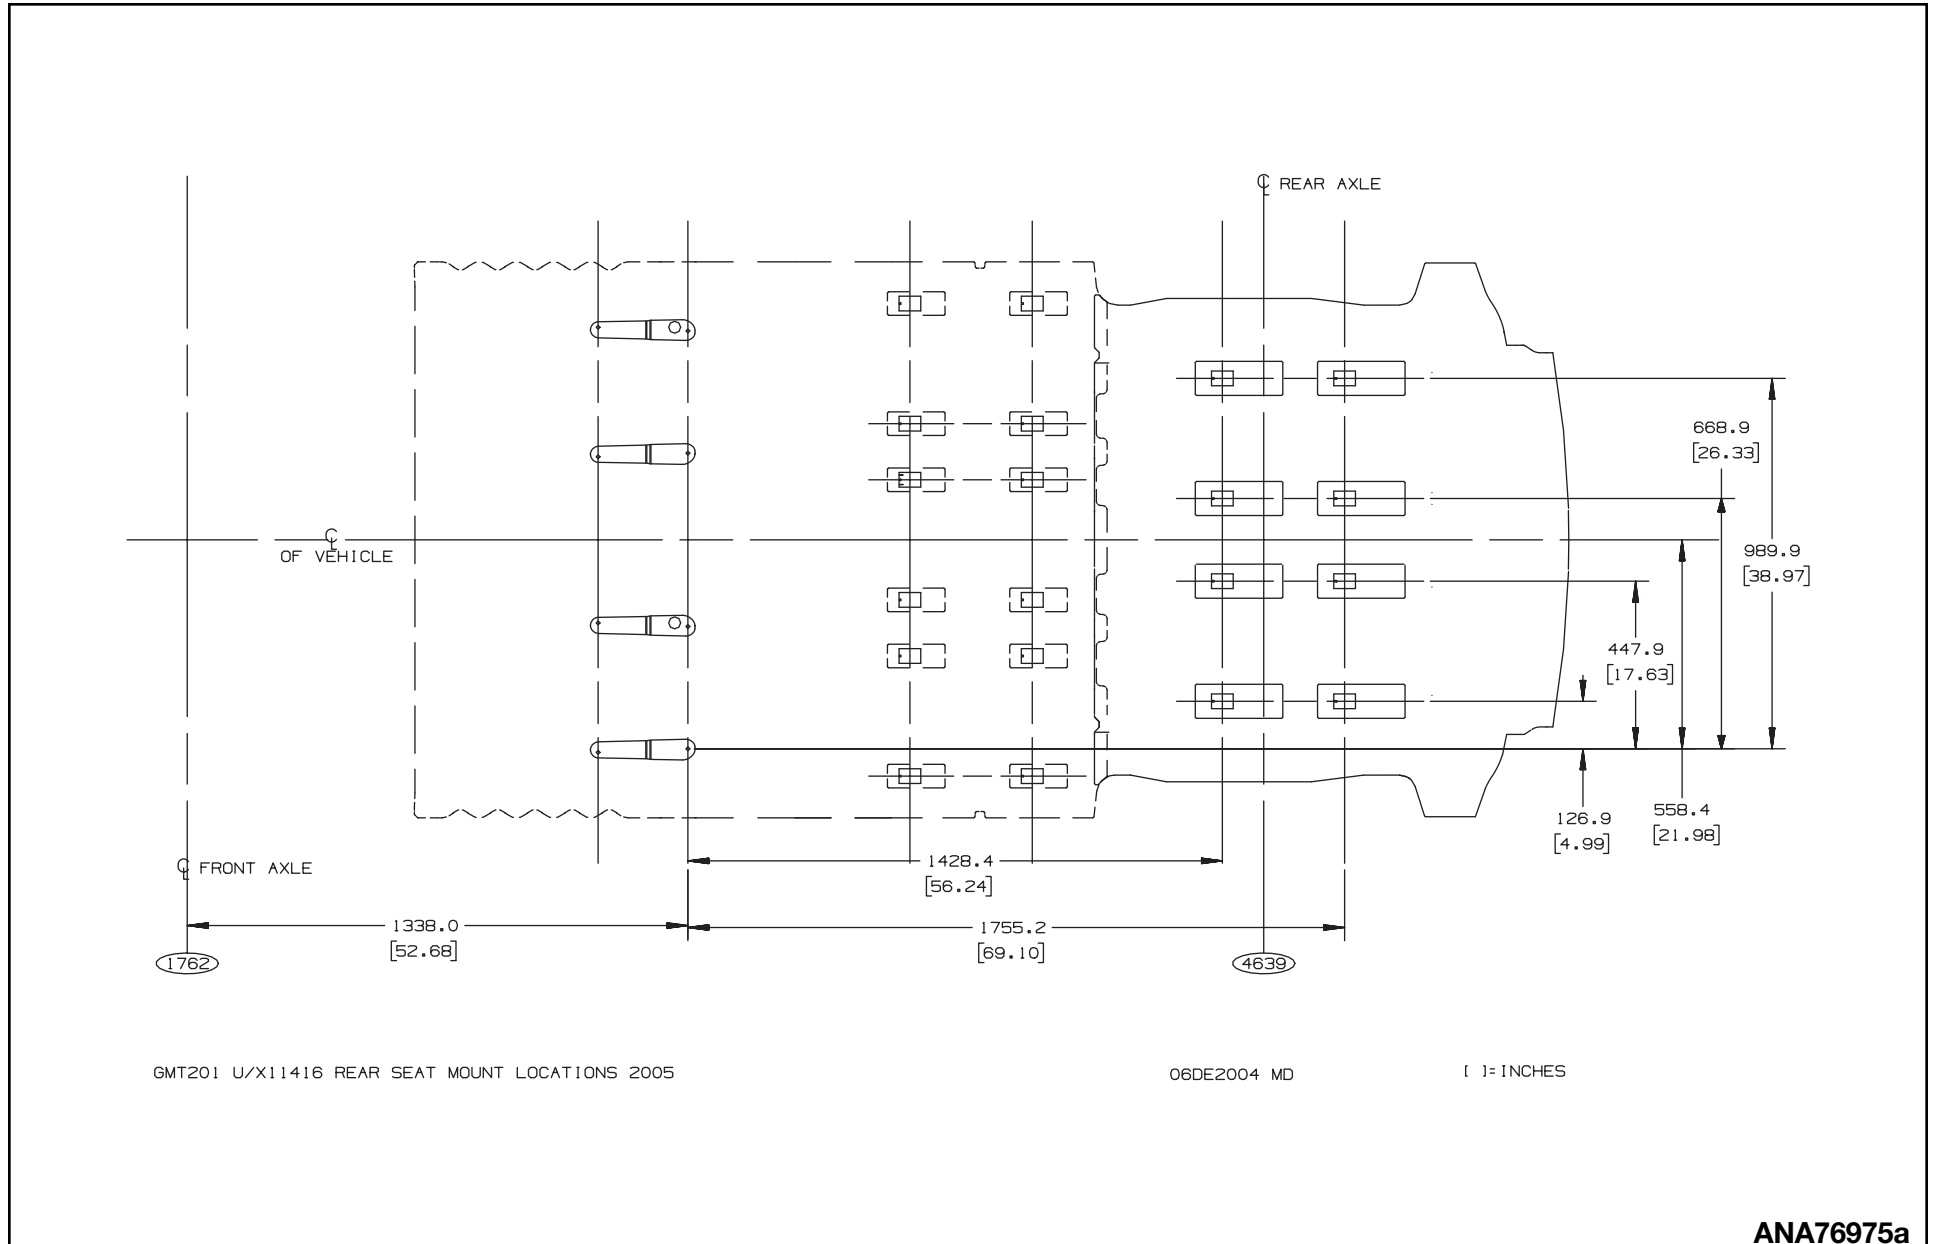 ℄ REAR AXLE
668.9
[26.33]
℄
OF VEHICLE
989.9
[38.97]
447.9
[17.63]
558.4
[21.98]
126.9
[4.99]
℄ FRONT AXLE
1428.4
[56.24]
1338.0
[52.68]
1755.2
[69.10]
1762
4639
GMT201 U/X11416 REAR SEAT MOUNT LOCATIONS 2005
06DE2004 MD
[ ]=INCHES
ANA76975a